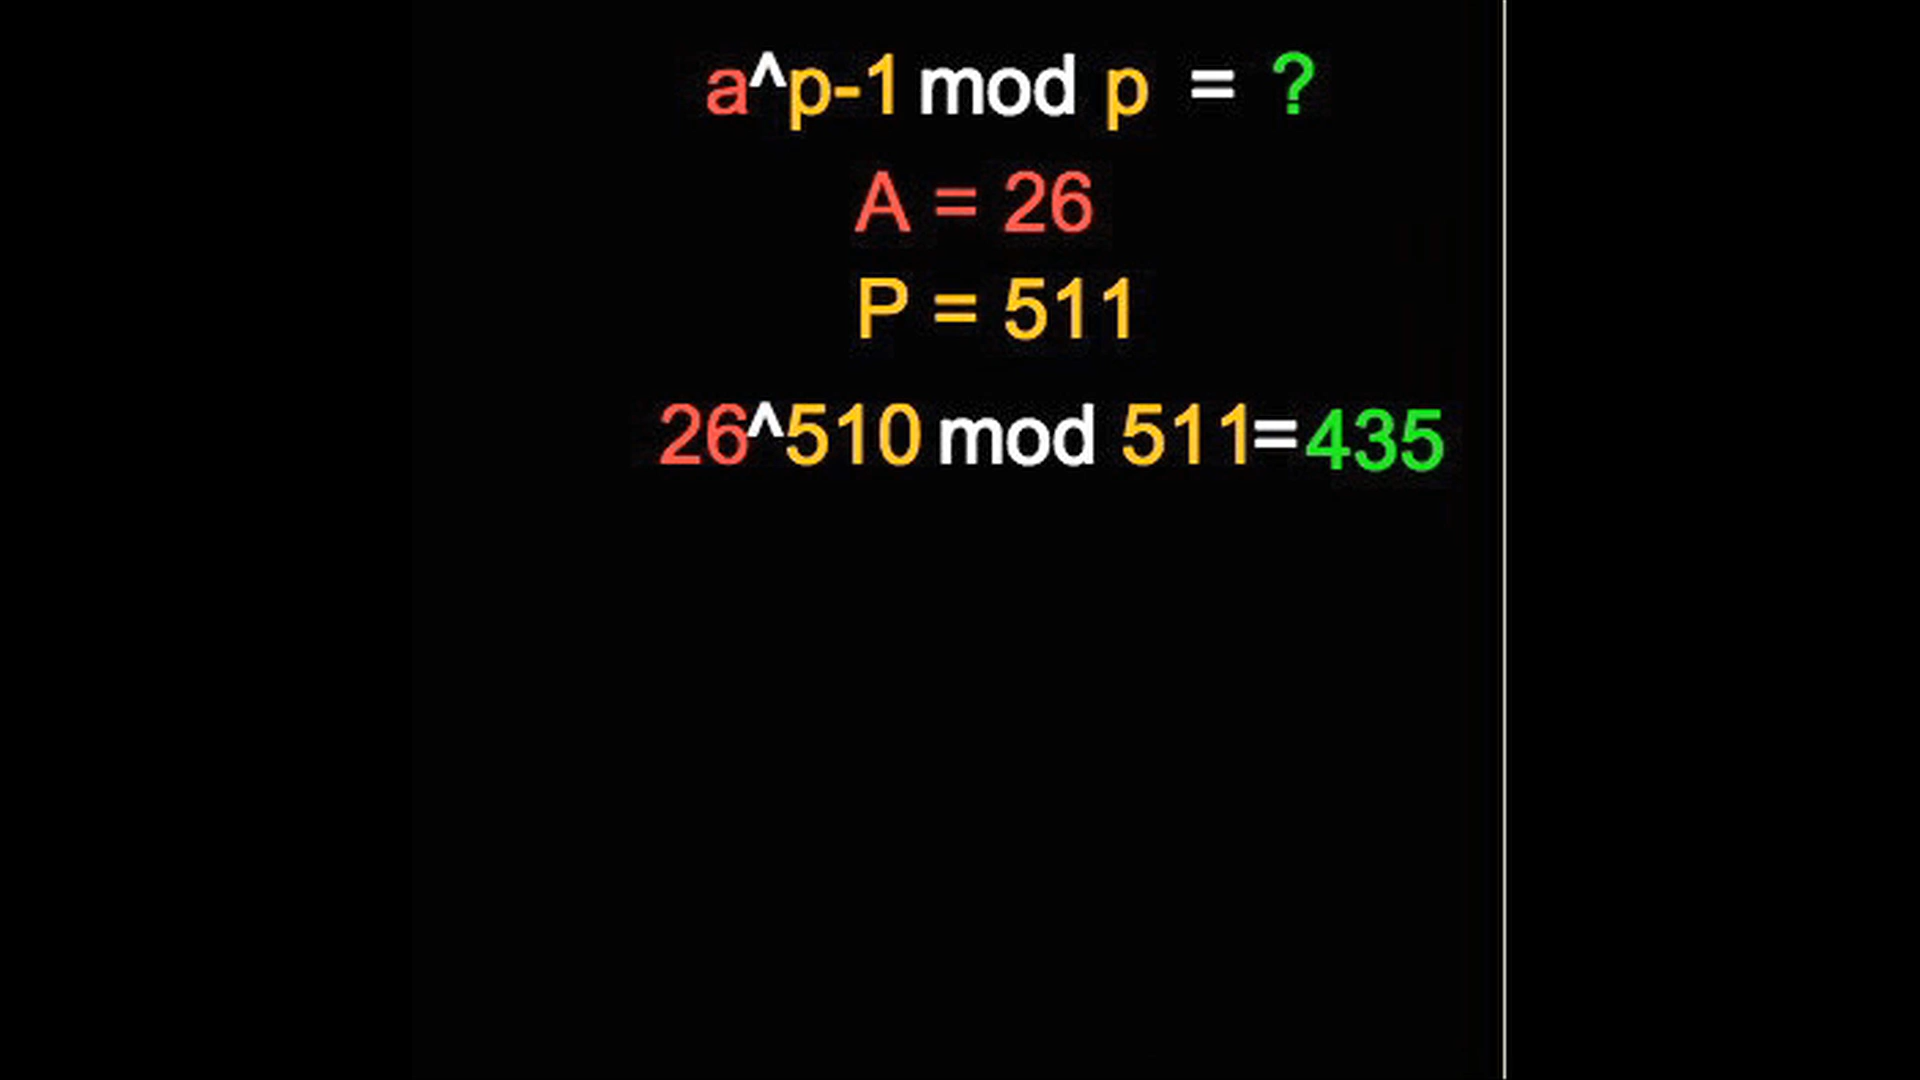 a^p-1 mod p = ?
A = 26
P = 511
26^510 mod 511=435